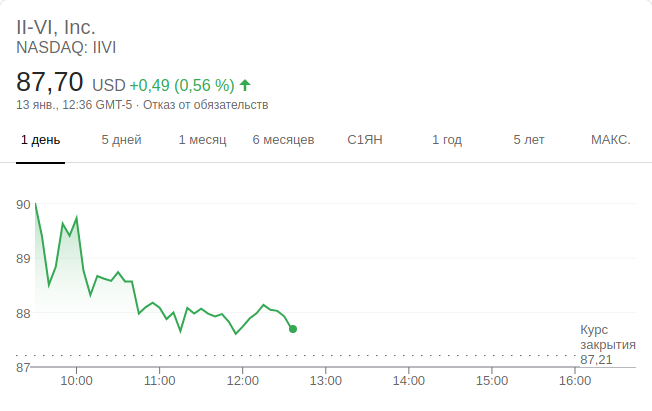 II-VI, Inc.
NASDAQ: IIVI
87,70 USD +0,49 (0,56 %)
13 янв., 12:36 GMT-5 · Отказ от обязательств
1 день 5 дней 1 месяц 6 месяцев С1ЯН 1 год 5 лет МАКС.
90
89
88
Курс
закрытия
87,21
87
10:00 11:00 12:00 13:00 14:00 15:00 16:00